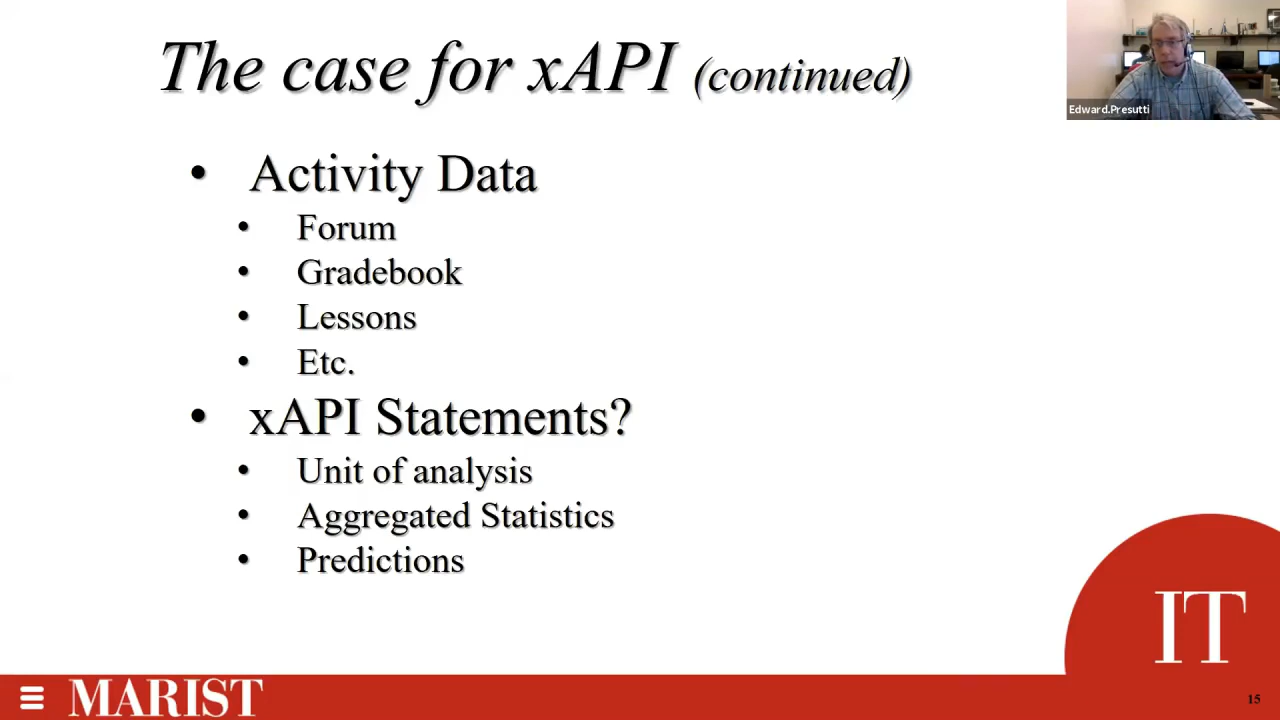 The case for xAPI (continued)
Edward.Presutti
• Activity Data
• Forum
• Gradebook
• Lessons
• Etc.
• xAPI Statements?
• Unit of analysis
• Aggregated Statistics
• Predictions
IT
MARIST
15